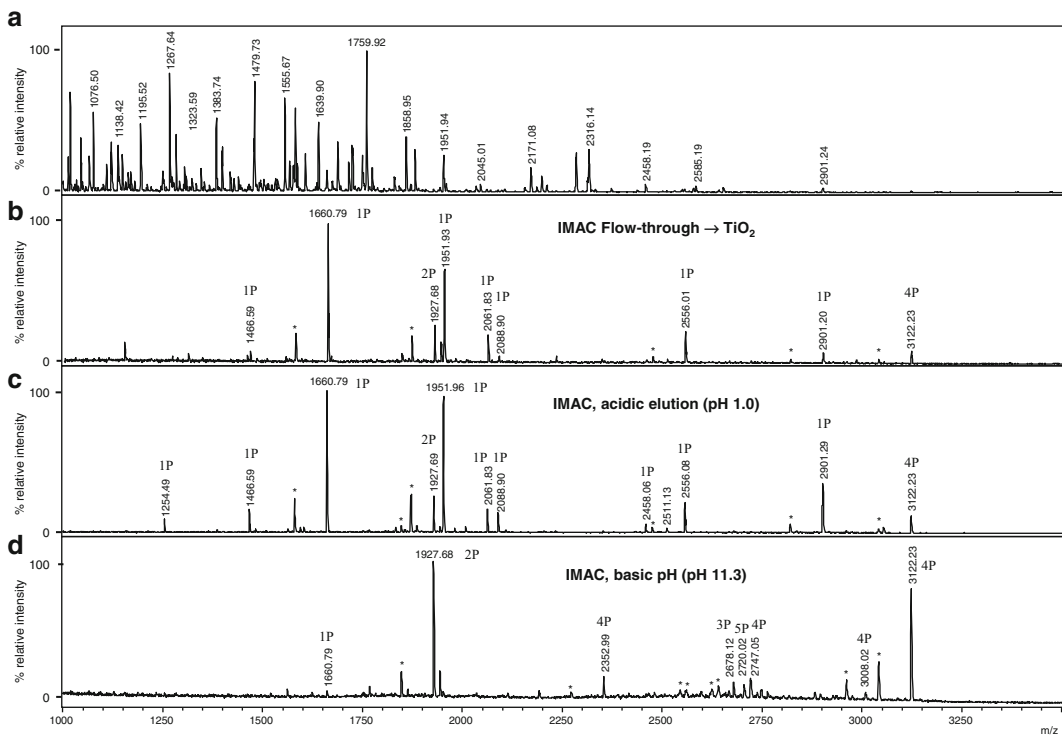 a
% relative intensity
100
0
1076.50
1138.42
1195.52
1267.64
1323.59
1383.74
1479.73
1555.67
1639.90
1759.92
1858.95
1951.94
2045.01
2171.08
2316.14
2458.19
2585.19
2901.24
b
IMAC Flow-through → TiO2
% relative intensity
100
0
1P
1466.59
*
1660.79 1P
*
2P
1927.68
1P
1951.93
1P
2061.83
1P
2088.90
*
1P
2556.01
*
1P
2901.20
*
4P
3122.23
c
IMAC, acidic elution (pH 1.0)
% relative intensity
100
0
1P
1254.49
1P
1466.59
*
1660.79 1P
*
*
2P
1927.69
1951.96 1P
1P
2061.83
1P
2088.90
1P
2458.06
*
2511.13
1P
2556.08
*
1P
2901.29
*
4P
3122.23
d
IMAC, basic pH (pH 11.3)
% relative intensity
100
0
1P
1660.79
*
1927.68 2P
*
4P
2352.99
*
*
*
*
3P
2678.12
5P
2720.02
4P
2747.05
*
4P
3008.02
*
3122.23
4P
1000 1250 1500 1750 2000 2250 2500 2750 3000 3250
m/z